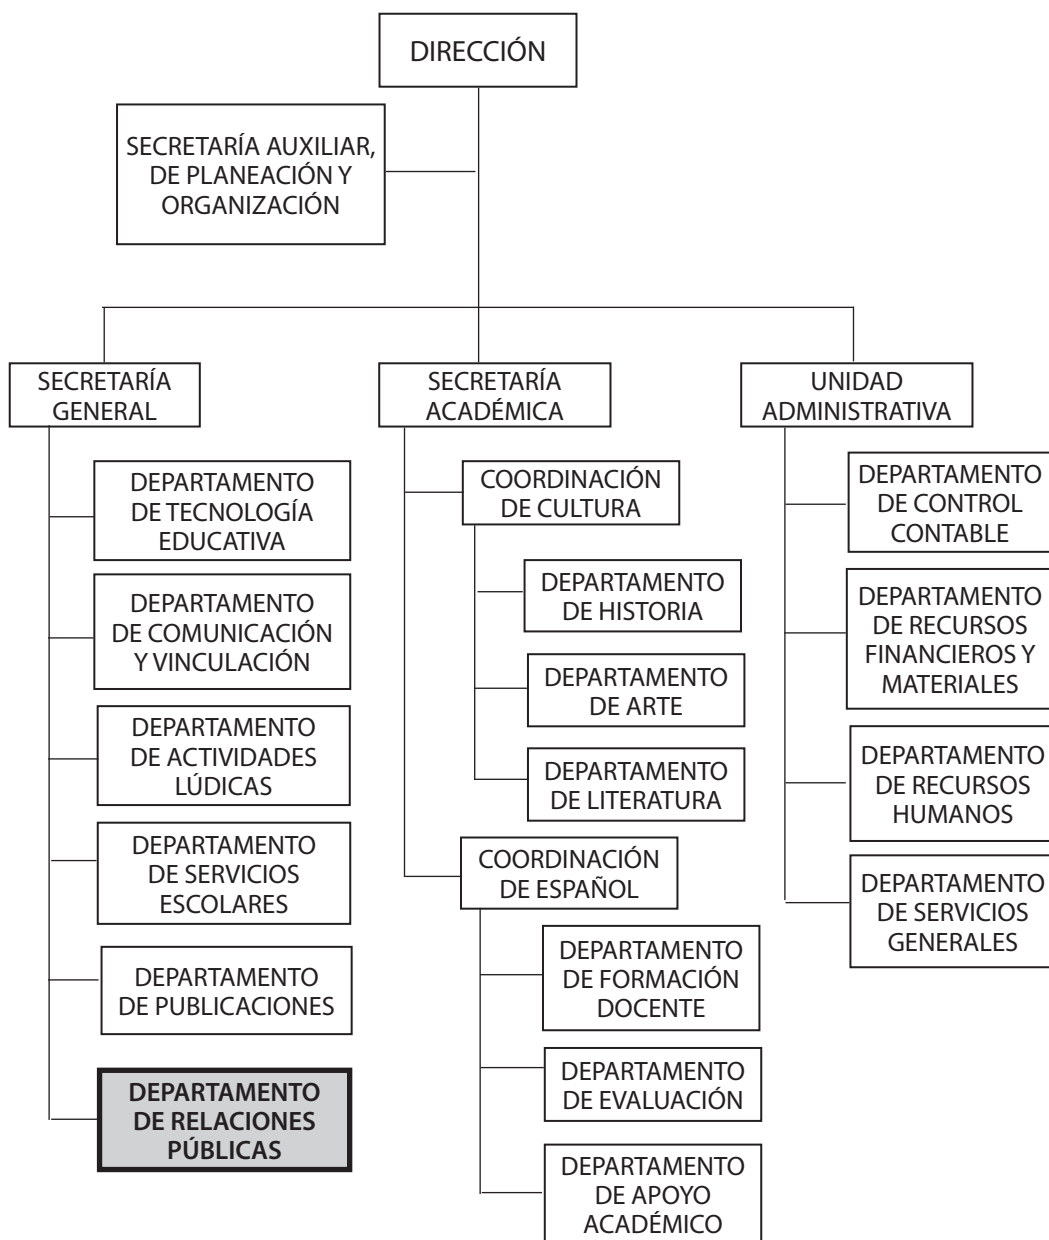 DIRECCIÓN
SECRETARÍA AUXILIAR,
DE PLANEACIÓN Y
ORGANIZACIÓN
SECRETARÍA
GENERAL
DEPARTAMENTO
DE TECNOLOGÍA
EDUCATIVA
DEPARTAMENTO
DE COMUNICACIÓN
Y VINCULACIÓN
DEPARTAMENTO
DE ACTIVIDADES
LÚDICAS
DEPARTAMENTO
DE SERVICIOS
ESCOLARES
DEPARTAMENTO
DE PUBLICACIONES
DEPARTAMENTO
DE RELACIONES
PÚBLICAS
SECRETARÍA
ACADÉMICA
COORDINACIÓN
DE CULTURA
DEPARTAMENTO
DE HISTORIA
DEPARTAMENTO
DE ARTE
DEPARTAMENTO
DE LITERATURA
COORDINACIÓN
DE ESPAÑOL
DEPARTAMENTO
DE FORMACIÓN
DOCENTE
DEPARTAMENTO
DE EVALUACIÓN
DEPARTAMENTO
DE APOYO
ACADÉMICO
UNIDAD
ADMINISTRATIVA
DEPARTAMENTO
DE CONTROL
CONTABLE
DEPARTAMENTO
DE RECURSOS
FINANCIEROS Y
MATERIALES
DEPARTAMENTO
DE RECURSOS
HUMANOS
DEPARTAMENTO
DE SERVICIOS
GENERALES